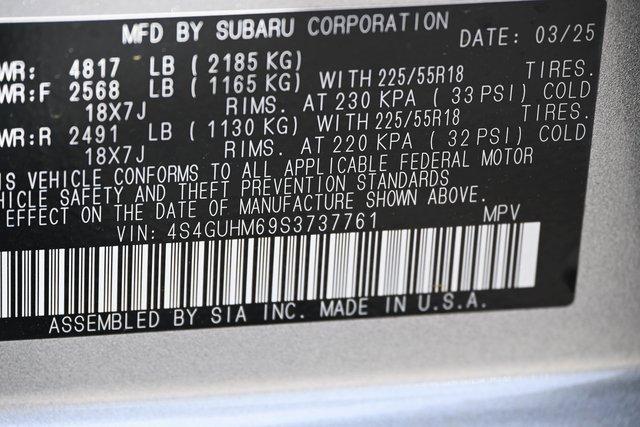 MFD BY SUBARU CORPORATION DATE: 03/25
WR: 4817 LB ( 2185 KG)
WR:F 2568 LB ( 1165 KG) WITH 225/55R18 TIRES.
18X7J RIMS. AT 230 KPA ( 33 PSI) COLD
WR:R 2491 LB ( 1130 KG) WITH 225/55R18 TIRES.
18X7J RIMS. AT 220 KPA ( 32 PSI) COLD
IS VEHICLE CONFORMS TO ALL APPLICABLE FEDERAL MOTOR
HICLE SAFETY AND THEFT PREVENTION STANDARDS
EFFECT ON THE DATE OF MANUFACTURE SHOWN ABOVE.
VIN: 4S4GUHM69S3737761 MPV
ASSEMBLED BY SIA INC. MADE IN U.S.A.